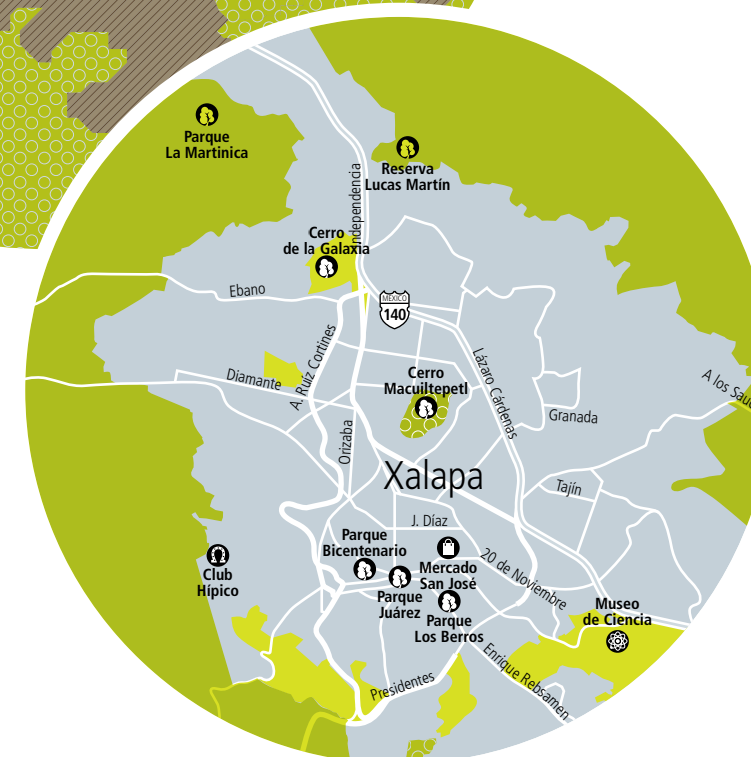 Parque
La Martinica
Reserva
Lucas Martín
Independencia
Cerro
de la Galaxia
Ebano
MÉXICO
140
A. Ruíz Cortines
Lázaro Cárdenas
Diamante
Cerro
Macuiltepetl
A los
Granada
Orizaba
Xalapa
Tajín
J. Díaz
Parque
Bicentenario
20 de Noviembre
Mercado
San José
Club
Hípico
Parque
Juárez
Parque
Los Berros
Museo
de Ciencia
Enrique Rebsamen
Presidentes